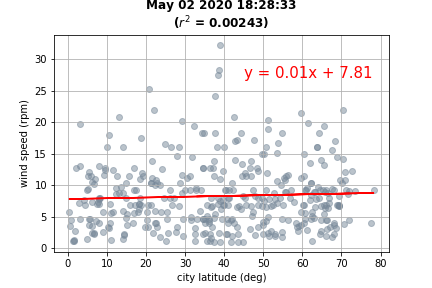 May 02 2020 18:28:33
(r² = 0.00243)
y = 0.01x + 7.81
wind speed (rpm)
30
25
20
15
10
5
0
0 10 20 30 40 50 60 70 80
city latitude (deg)